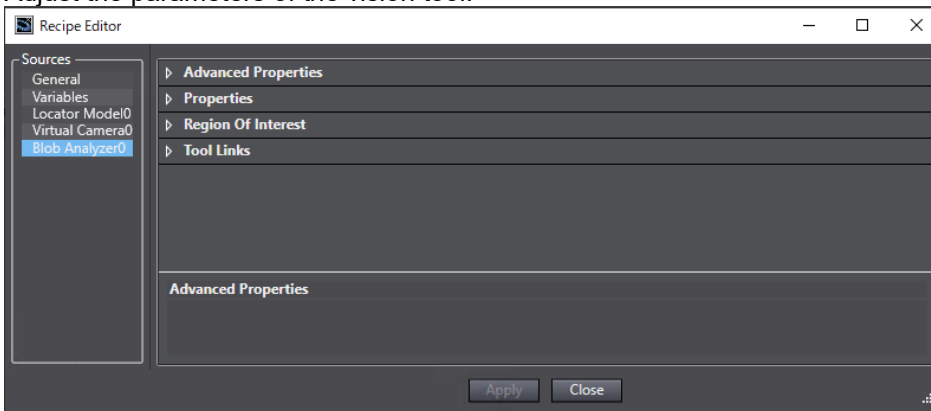 Adjust the parameters of the vision tool.
Recipe Editor
Sources
General
Variables
Locator Model0
Virtual Camera0
Blob Analyzer0
Advanced Properties
Properties
Region Of Interest
Tool Links
Advanced Properties
Apply
Close